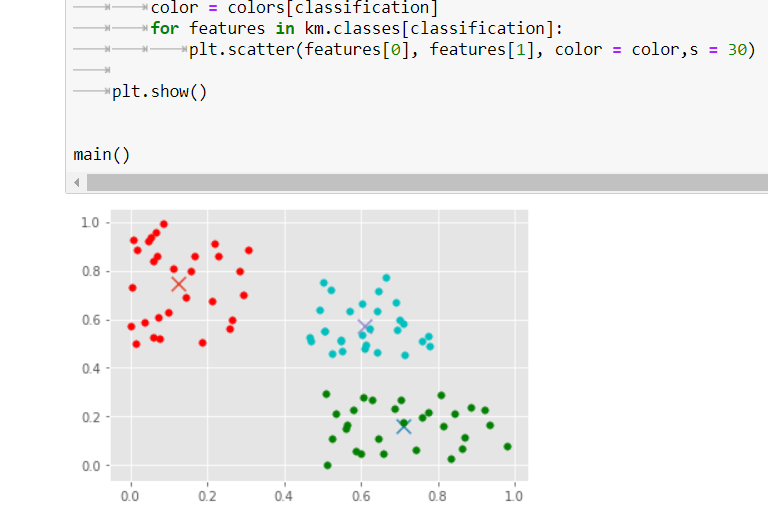 color = colors[classification]
for features in km.classes[classification]:
plt.scatter(features[0], features[1], color = color,s = 30)
plt.show()
main()
1.0
0.8
0.6
0.4
0.2
0.0
0.0 0.2 0.4 0.6 0.8 1.0